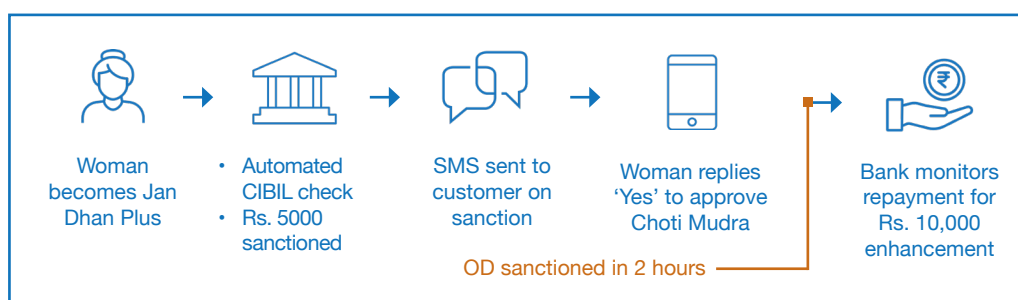 ₹
Woman
becomes Jan
Dhan Plus
• Automated
CIBIL check
• Rs. 5000
sanctioned
SMS sent to
customer on
sanction
Woman replies
‘Yes’ to approve
Choti Mudra
Bank monitors
repayment for
Rs. 10,000
enhancement
OD sanctioned in 2 hours